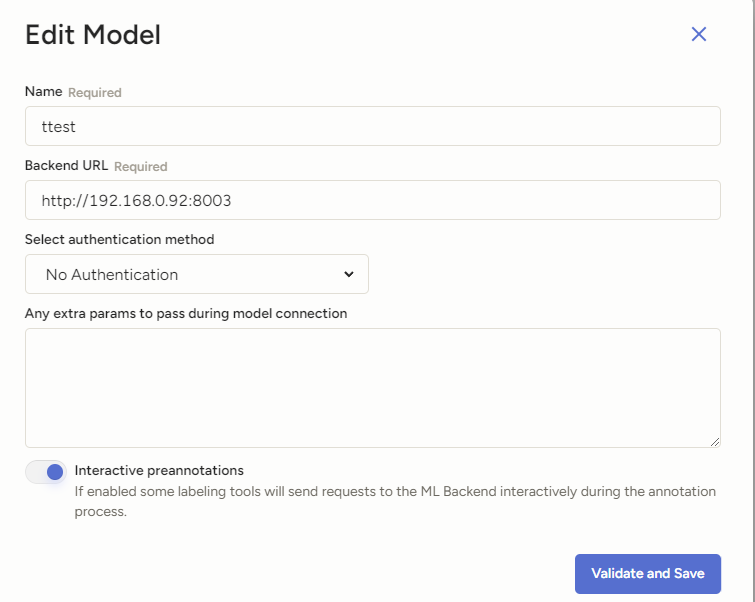 Edit Model
Name Required
ttest
Backend URL Required
http://192.168.0.92:8003
Select authentication method
No Authentication
Any extra params to pass during model connection
Interactive preannotations
If enabled some labeling tools will send requests to the ML Backend interactively during the annotation
process.
Validate and Save